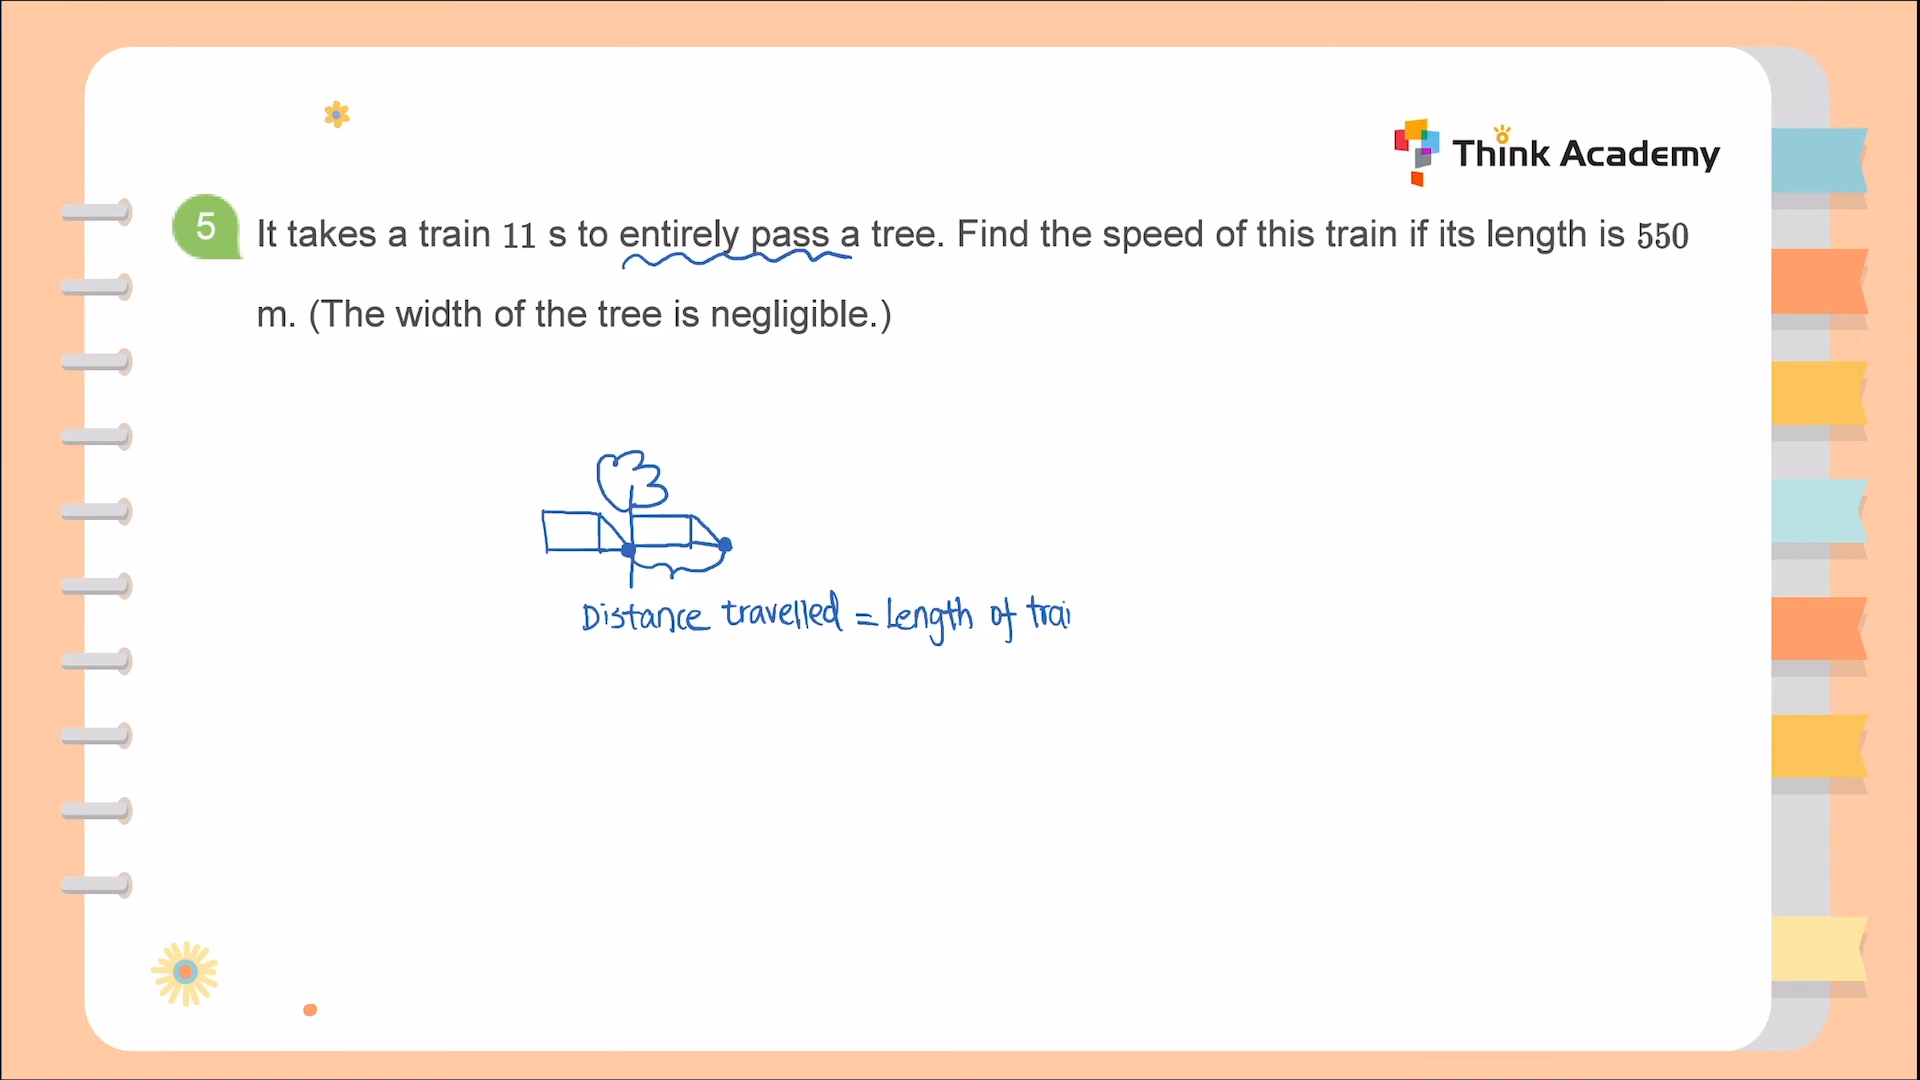 Think Academy
5 It takes a train 11 s to entirely pass a tree. Find the speed of this train if its length is 550
m. (The width of the tree is negligible.)
Distance travelled = Length of trai